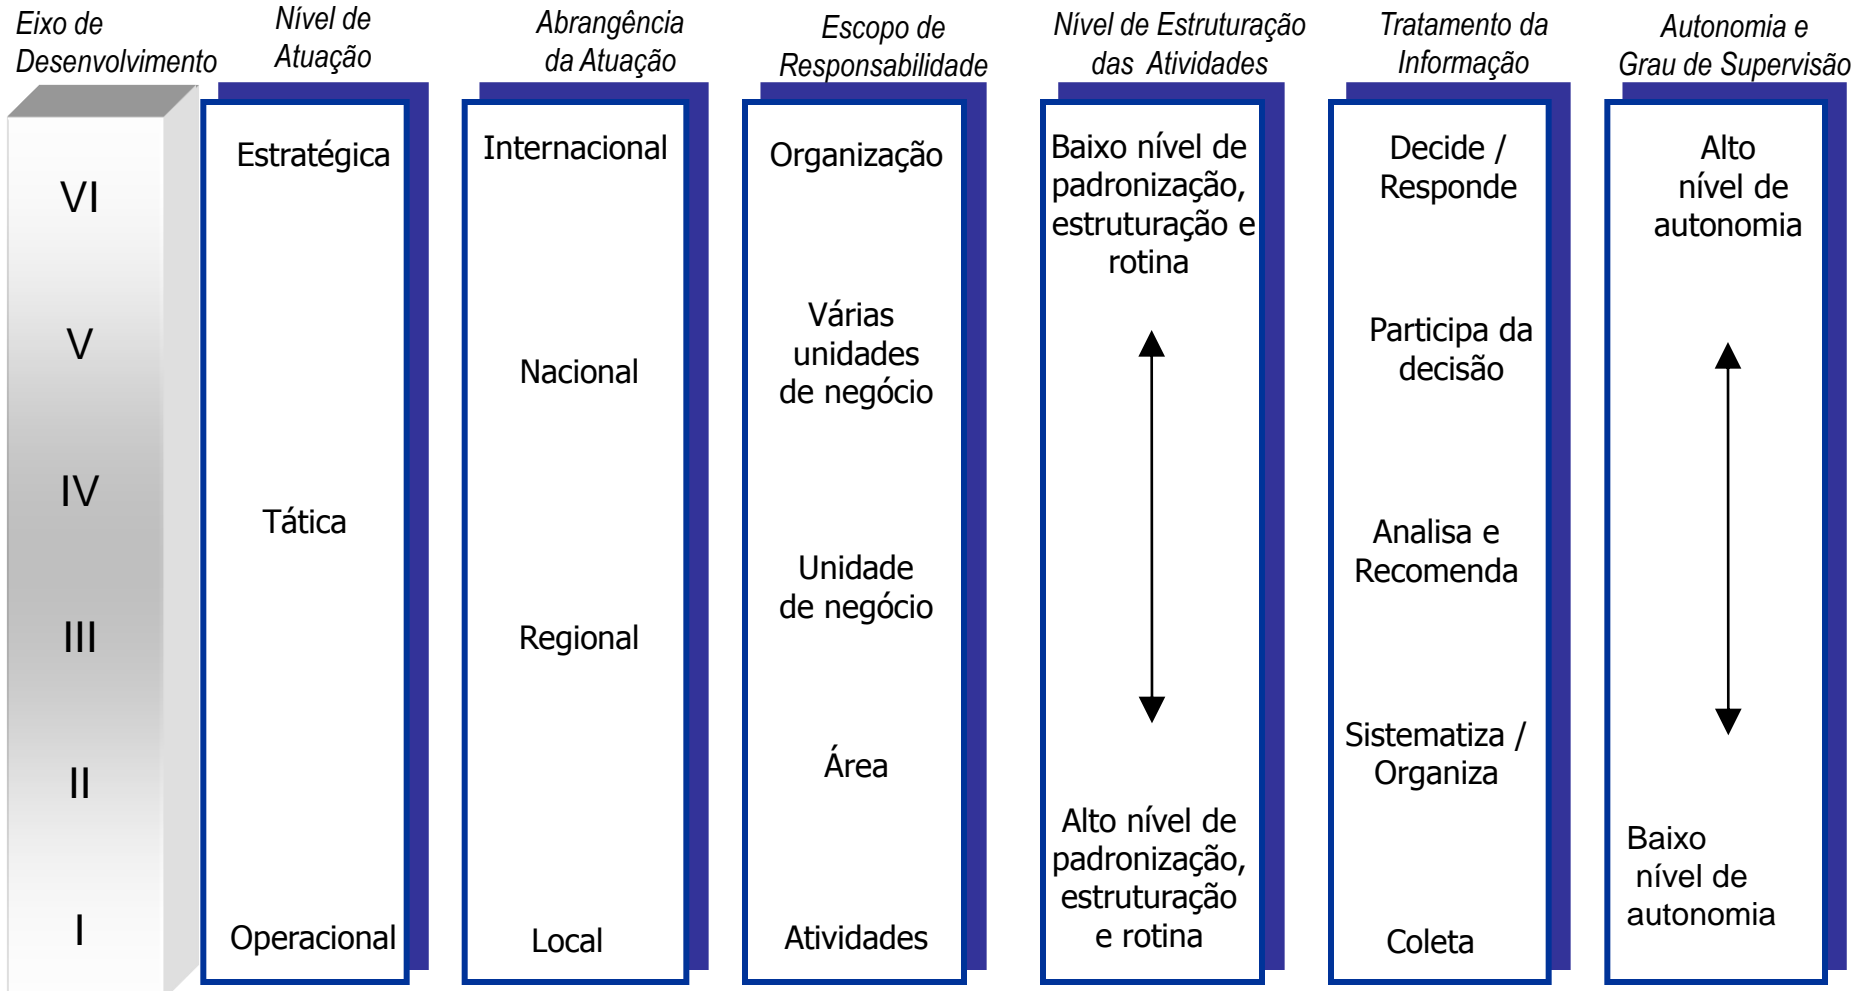 Eixo de
Desenvolvimento
VI
V
IV
III
II
I
Nível de
Atuação
Estratégica
Tática
Operacional
Abrangência
da Atuação
Internacional
Nacional
Regional
Local
Escopo de
Responsabilidade
Organização
Várias
unidades
de negócio
Unidade
de negócio
Área
Atividades
Nível de Estruturação
das Atividades
Baixo nível de
padronização,
estruturação e
rotina
Alto nível de
padronização,
estruturação
e rotina
Tratamento da
Informação
Decide /
Responde
Participa da
decisão
Analisa e
Recomenda
Sistematiza /
Organiza
Coleta
Autonomia e
Grau de Supervisão
Alto
nível de
autonomia
Baixo
nível de
autonomia